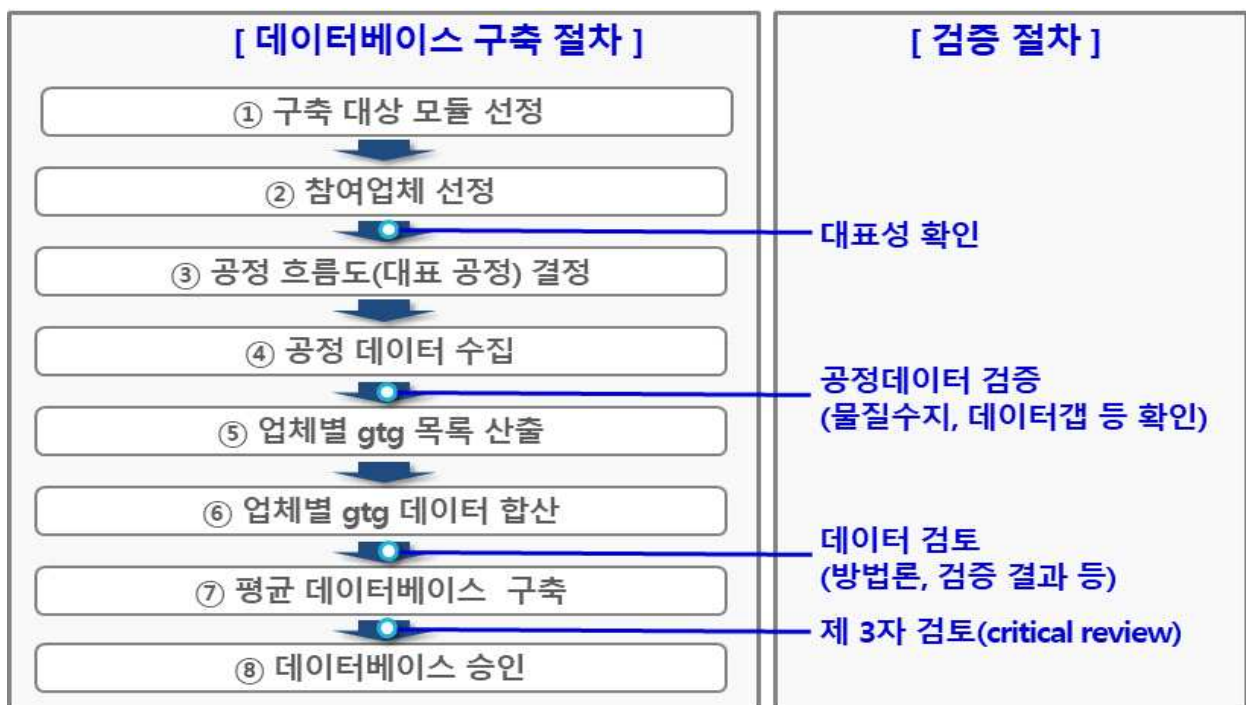 [ 데이터베이스 구축 절차 ]
① 구축 대상 모듈 선정
② 참여업체 선정
③ 공정 흐름도(대표 공정) 결정
④ 공정 데이터 수집
⑤ 업체별 gtg 목록 산출
⑥ 업체별 gtg 데이터 합산
⑦ 평균 데이터베이스 구축
⑧ 데이터베이스 승인
[ 검증 절차 ]
대표성 확인
공정데이터 검증
(물질수지, 데이터갭 등 확인)
데이터 검토
(방법론, 검증 결과 등)
제 3자 검토(critical review)